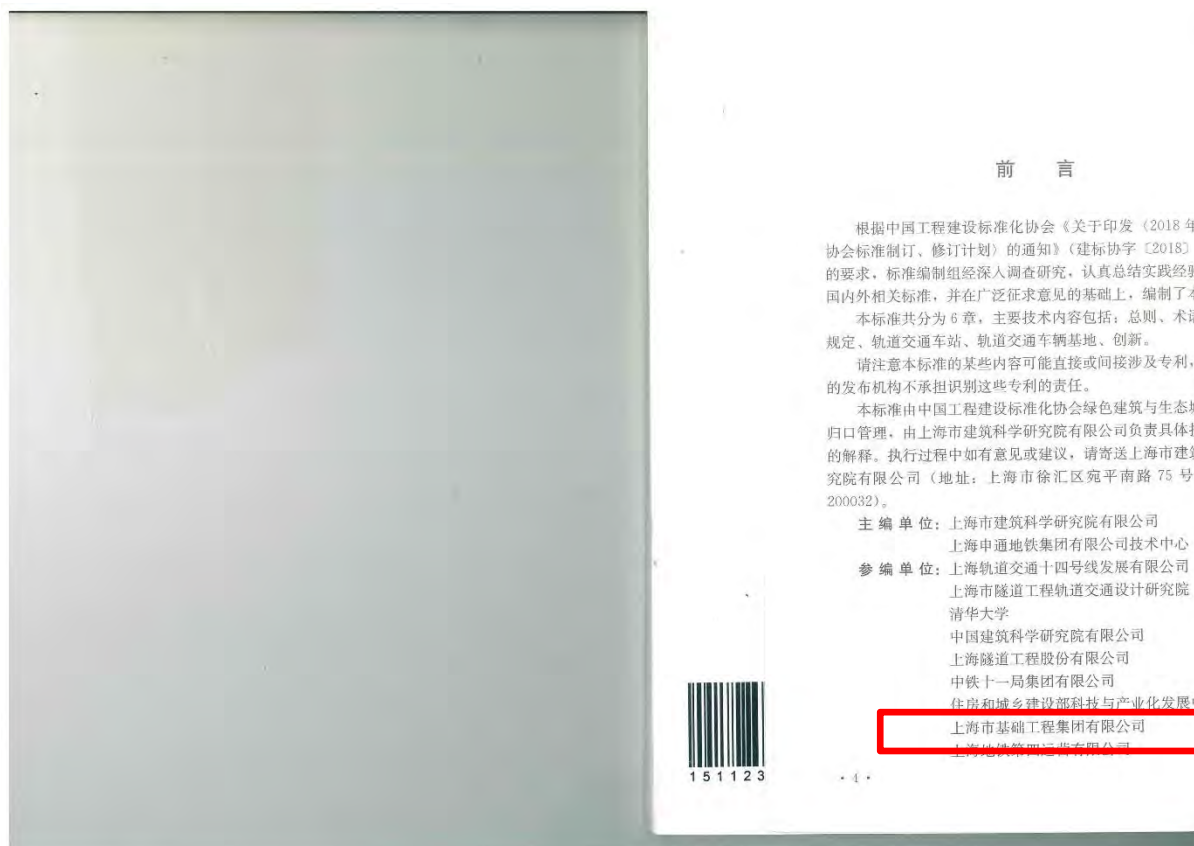 前 言
根据中国工程建设标准化协会《关于印发〈2018年
协会标准制订、修订计划〉的通知》（建标协字〔2018〕
的要求，标准编制组经深入调查研究，认真总结实践经验
国内外相关标准，并在广泛征求意见的基础上，编制了本
本标准共分为6章，主要技术内容包括：总则、术语
规定、轨道交通车站、轨道交通车辆基地、创新。
请注意本标准的某些内容可能直接或间接涉及专利，
的发布机构不承担识别这些专利的责任。
本标准由中国工程建设标准化协会绿色建筑与生态城
归口管理，由上海市建筑科学研究院有限公司负责具体技
的解释。执行过程中如有意见或建议，请寄送上海市建筑
究院有限公司（地址：上海市徐汇区宛平南路 75 号
200032）。
主编单位：上海市建筑科学研究院有限公司
上海申通地铁集团有限公司技术中心
参编单位：上海轨道交通十四号线发展有限公司
上海市隧道工程轨道交通设计研究院
清华大学
中国建筑科学研究院有限公司
上海隧道工程股份有限公司
中铁十一局集团有限公司
住房和城乡建设部科技与产业化发展中
上海市基础工程集团有限公司
上海地铁第四运营有限公司
151123
·4·